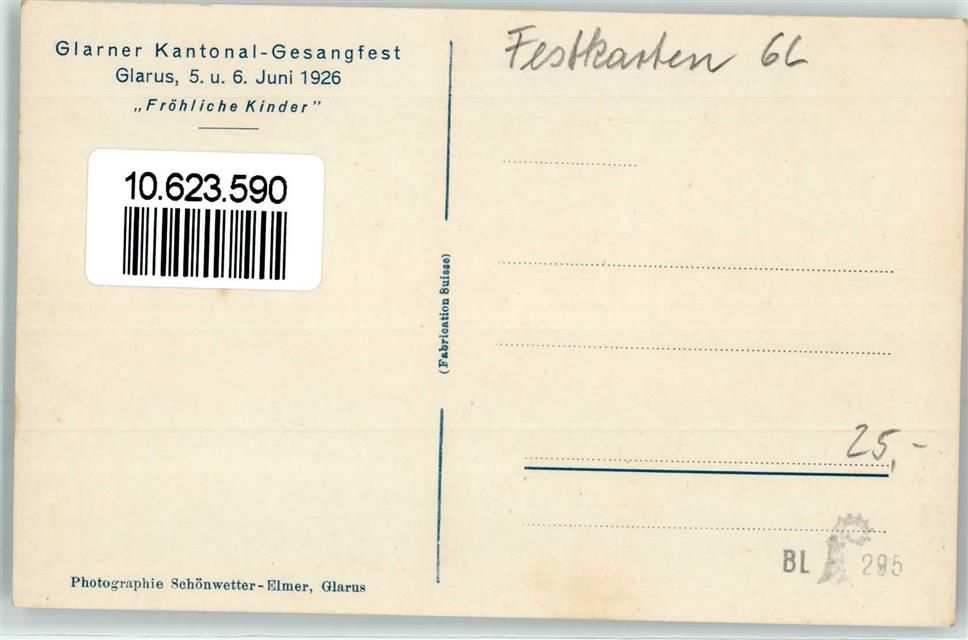 Glarner Kantonal-Gesangfest
Glarus, 5. u. 6. Juni 1926
„Fröhliche Kinder"
10.623.590
(Fabrication Suisse)
Photographie Schönwetter-Elmer, Glarus
Festkarten GL
25,-
BL 295